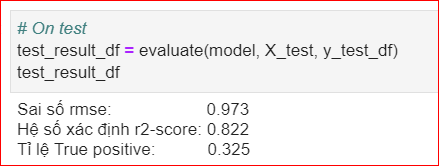 # On test
test_result_df = evaluate(model, X_test, y_test_df)
test_result_df
Sai số rmse: 0.973
Hệ số xác định r2-score: 0.822
Tỉ lệ True positive: 0.325